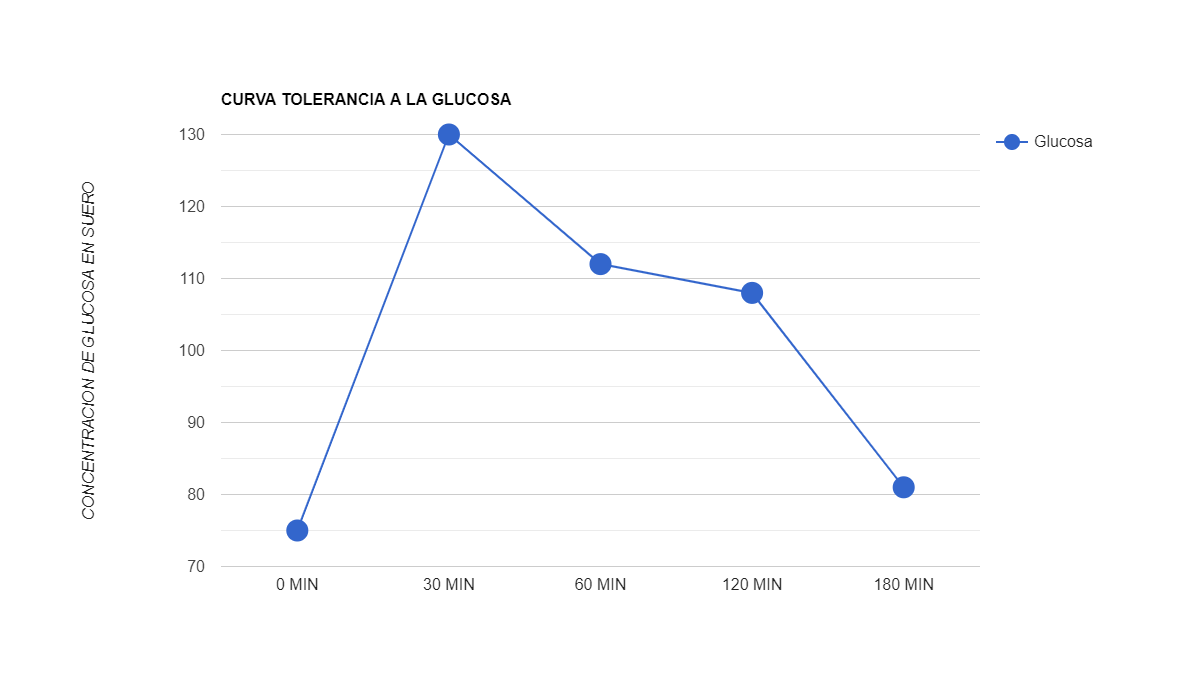 CURVA TOLERANCIA A LA GLUCOSA
Glucosa
CONCENTRACION DE GLUCOSA EN SUERO
130
120
110
100
90
80
70
0 MIN
30 MIN
60 MIN
120 MIN
180 MIN